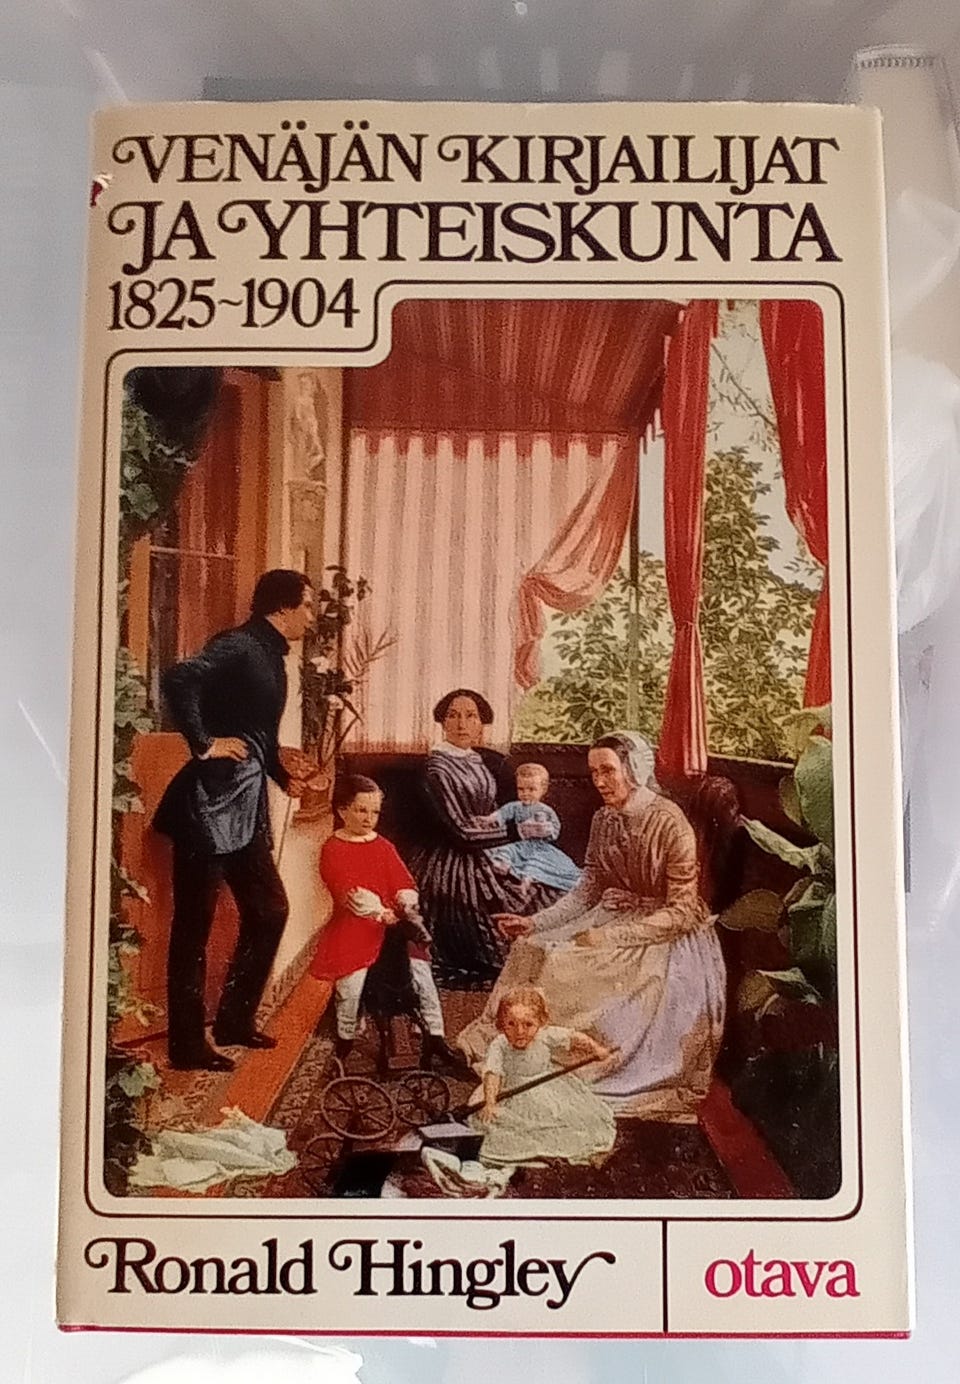 VENÄJÄN KIRJAILIJAT
JA YHTEISKUNTA
1825~1904
Ronald Hingley
otava